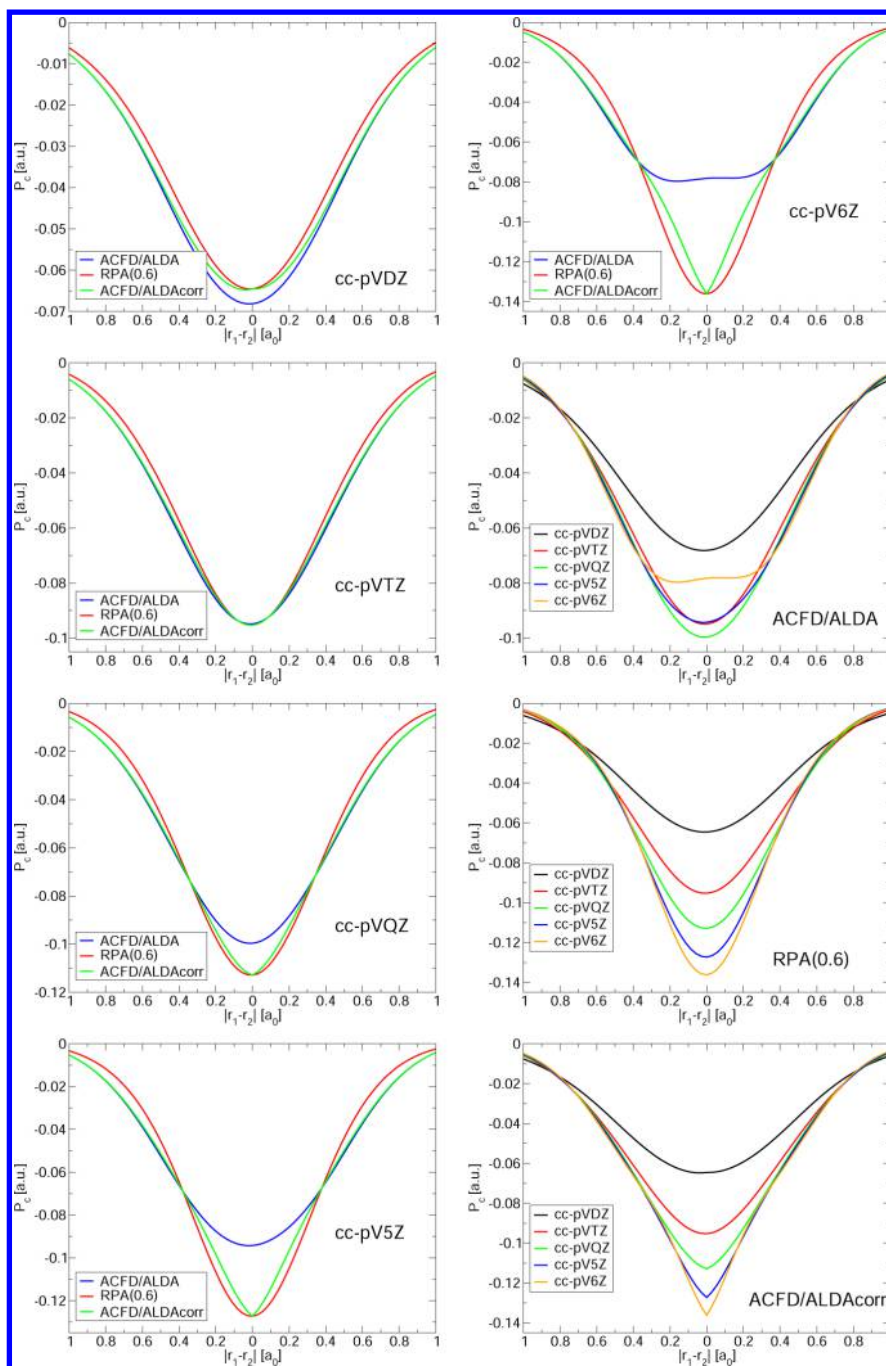 0
-0.01
-0.02
-0.03
-0.04
-0.05
-0.06
-0.07
P_c [a.u.]
ACFD/ALDA
RPA(0.6)
ACFD/ALDAcorr
cc-pVDZ
1 0.8 0.6 0.4 0.2 0 0.2 0.4 0.6 0.8 1
|r_1-r_2| [a_0]
0
-0.02
-0.04
-0.06
-0.08
-0.1
-0.12
-0.14
P_c [a.u.]
cc-pV6Z
ACFD/ALDA
RPA(0.6)
ACFD/ALDAcorr
1 0.8 0.6 0.4 0.2 0 0.2 0.4 0.6 0.8
|r_1-r_2| [a_0]
0
-0.02
-0.04
-0.06
-0.08
-0.1
P_c [a.u.]
cc-pVTZ
ACFD/ALDA
RPA(0.6)
ACFD/ALDAcorr
1 0.8 0.6 0.4 0.2 0 0.2 0.4 0.6 0.8 1
|r_1-r_2| [a_0]
0
-0.02
-0.04
-0.06
-0.08
-0.1
P_c [a.u.]
cc-pVDZ
cc-pVTZ
cc-pVQZ
cc-pV5Z
cc-pV6Z
ACFD/ALDA
1 0.8 0.6 0.4 0.2 0 0.2 0.4 0.6 0.8
|r_1-r_2| [a_0]
0
-0.02
-0.04
-0.06
-0.08
-0.1
-0.12
P_c [a.u.]
cc-pVQZ
ACFD/ALDA
RPA(0.6)
ACFD/ALDAcorr
1 0.8 0.6 0.4 0.2 0 0.2 0.4 0.6 0.8 1
|r_1-r_2| [a_0]
0
-0.02
-0.04
-0.06
-0.08
-0.1
-0.12
-0.14
P_c [a.u.]
cc-pVDZ
cc-pVTZ
cc-pVQZ
cc-pV5Z
cc-pV6Z
RPA(0.6)
1 0.8 0.6 0.4 0.2 0 0.2 0.4 0.6 0.8
|r_1-r_2| [a_0]
0
-0.02
-0.04
-0.06
-0.08
-0.1
-0.12
P_c [a.u.]
cc-pV5Z
ACFD/ALDA
RPA(0.6)
ACFD/ALDAcorr
1 0.8 0.6 0.4 0.2 0 0.2 0.4 0.6 0.8 1
|r_1-r_2| [a_0]
0
-0.02
-0.04
-0.06
-0.08
-0.1
-0.12
-0.14
P_c [a.u.]
cc-pVDZ
cc-pVTZ
cc-pVQZ
cc-pV5Z
cc-pV6Z
ACFD/ALDAcorr
1 0.8 0.6 0.4 0.2 0 0.2 0.4 0.6 0.8
|r_1-r_2| [a_0]